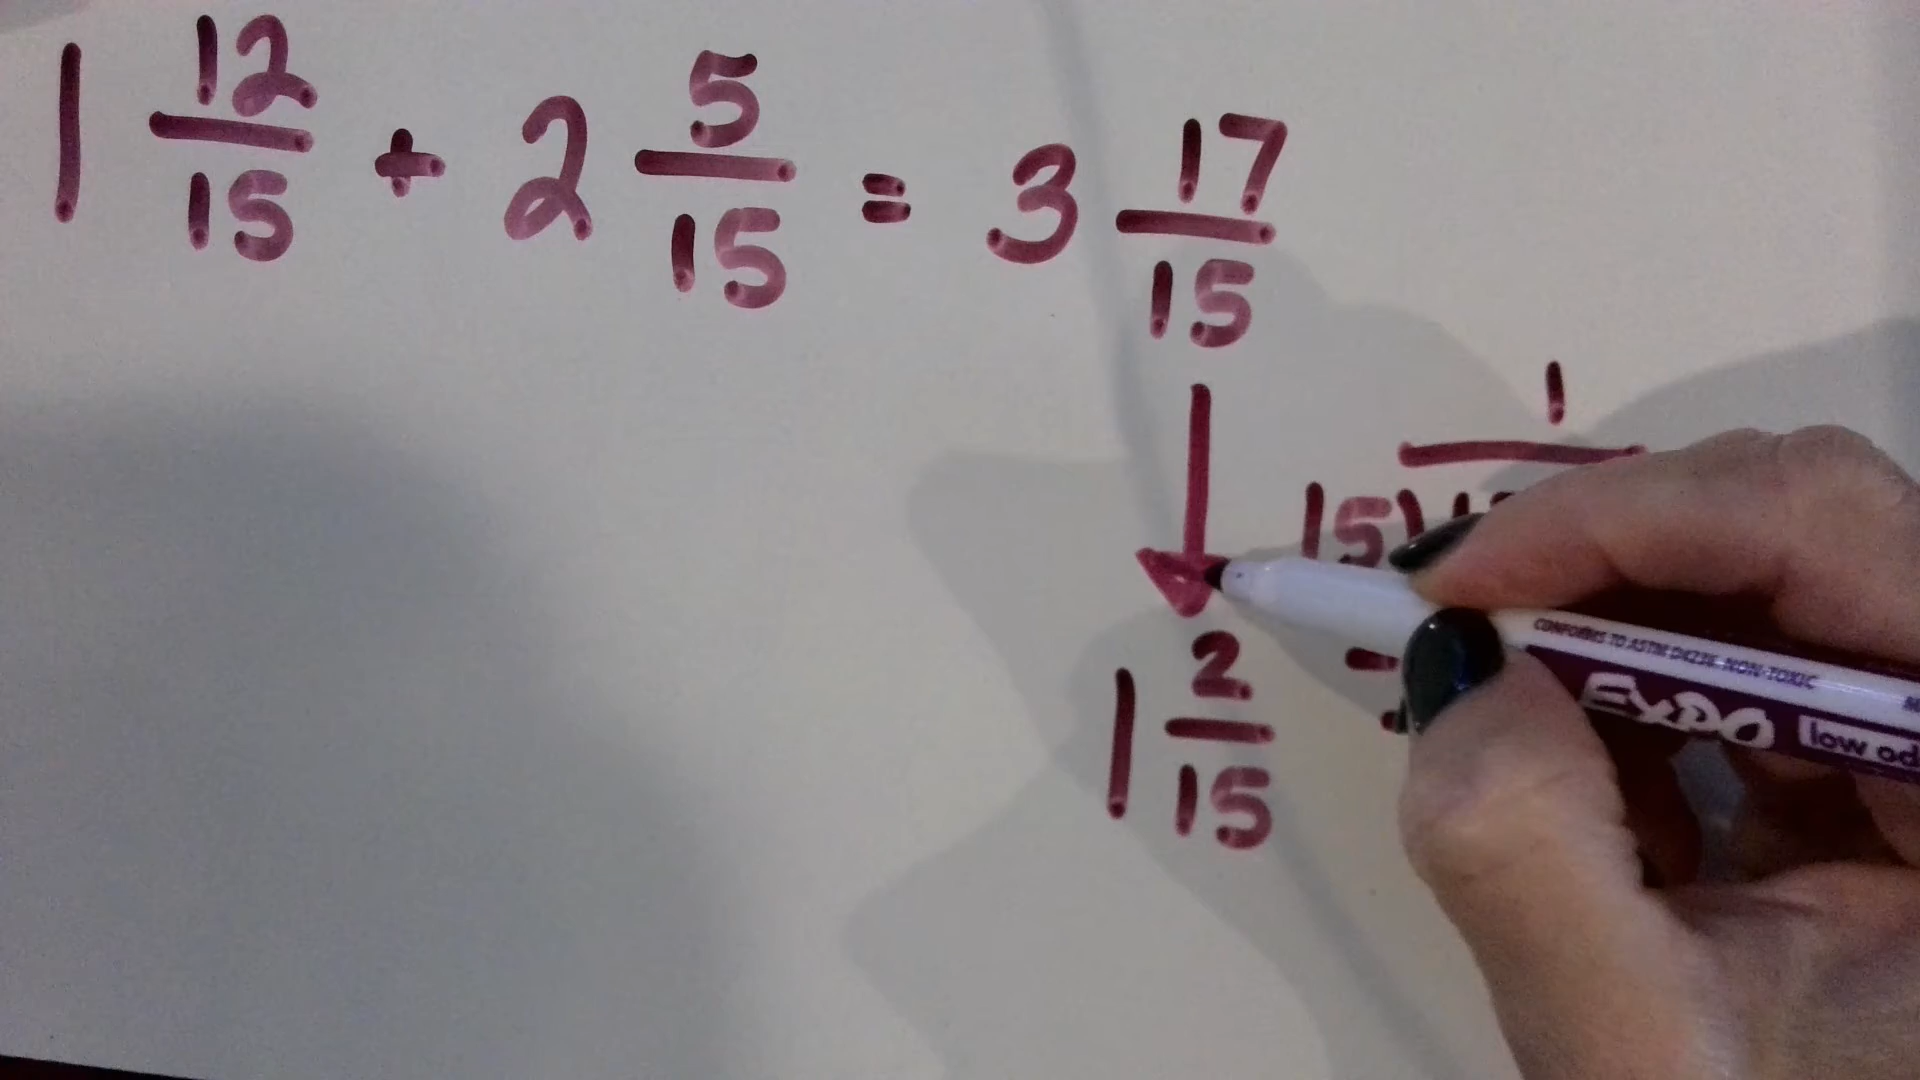 1 12/15 + 2 5/15 = 3 17/15
1
15)1
1 2/15
CONFORMS TO ASTM D4236 NON-TOXIC
EXPO low od